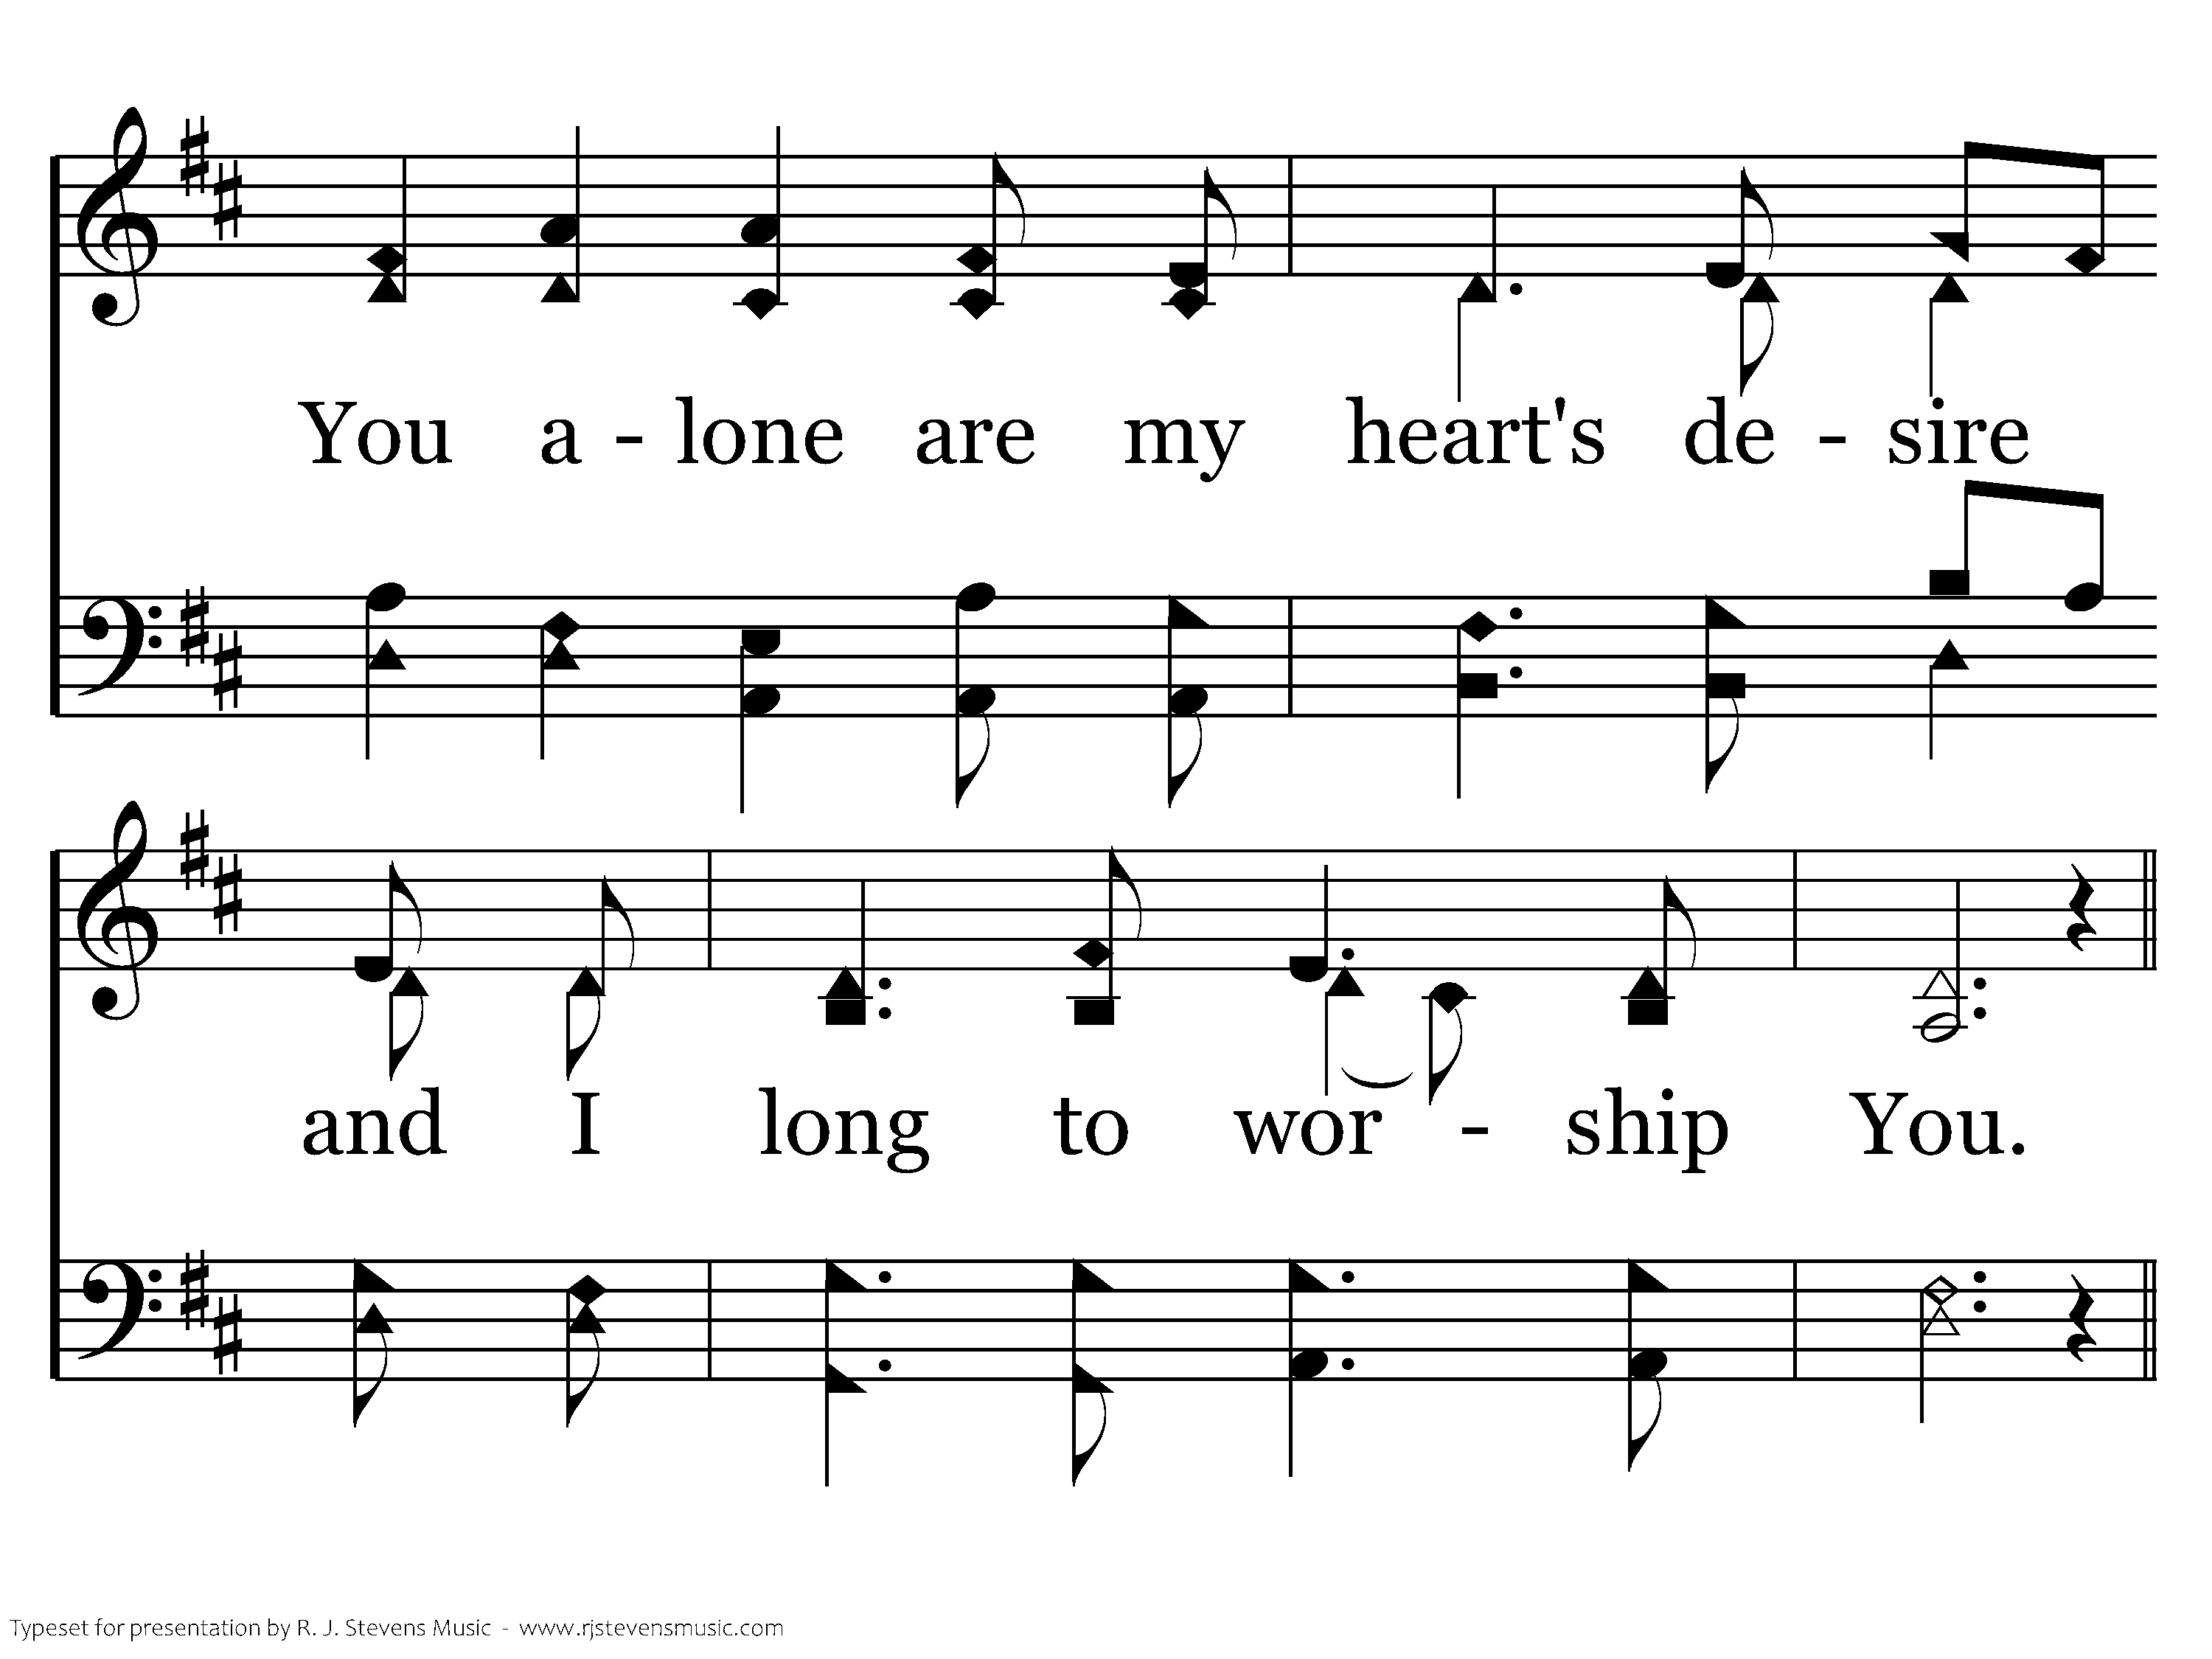 You a - lone are my heart's de - sire
and I long to wor - ship You.
Typeset for presentation by R. J. Stevens Music - www.rjstevensmusic.com